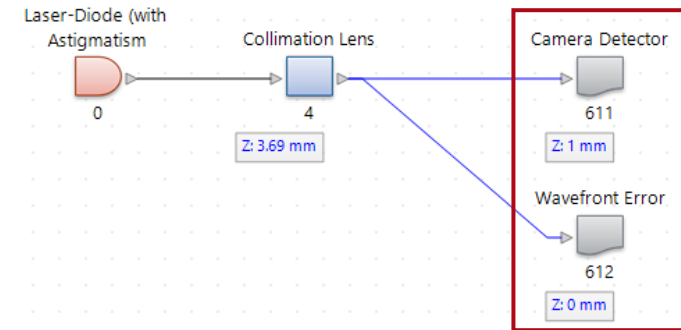 Laser-Diode (with
Astigmatism
Collimation Lens
Camera Detector
0
4
611
Z: 3.69 mm
Z: 1 mm
Wavefront Error
612
Z: 0 mm